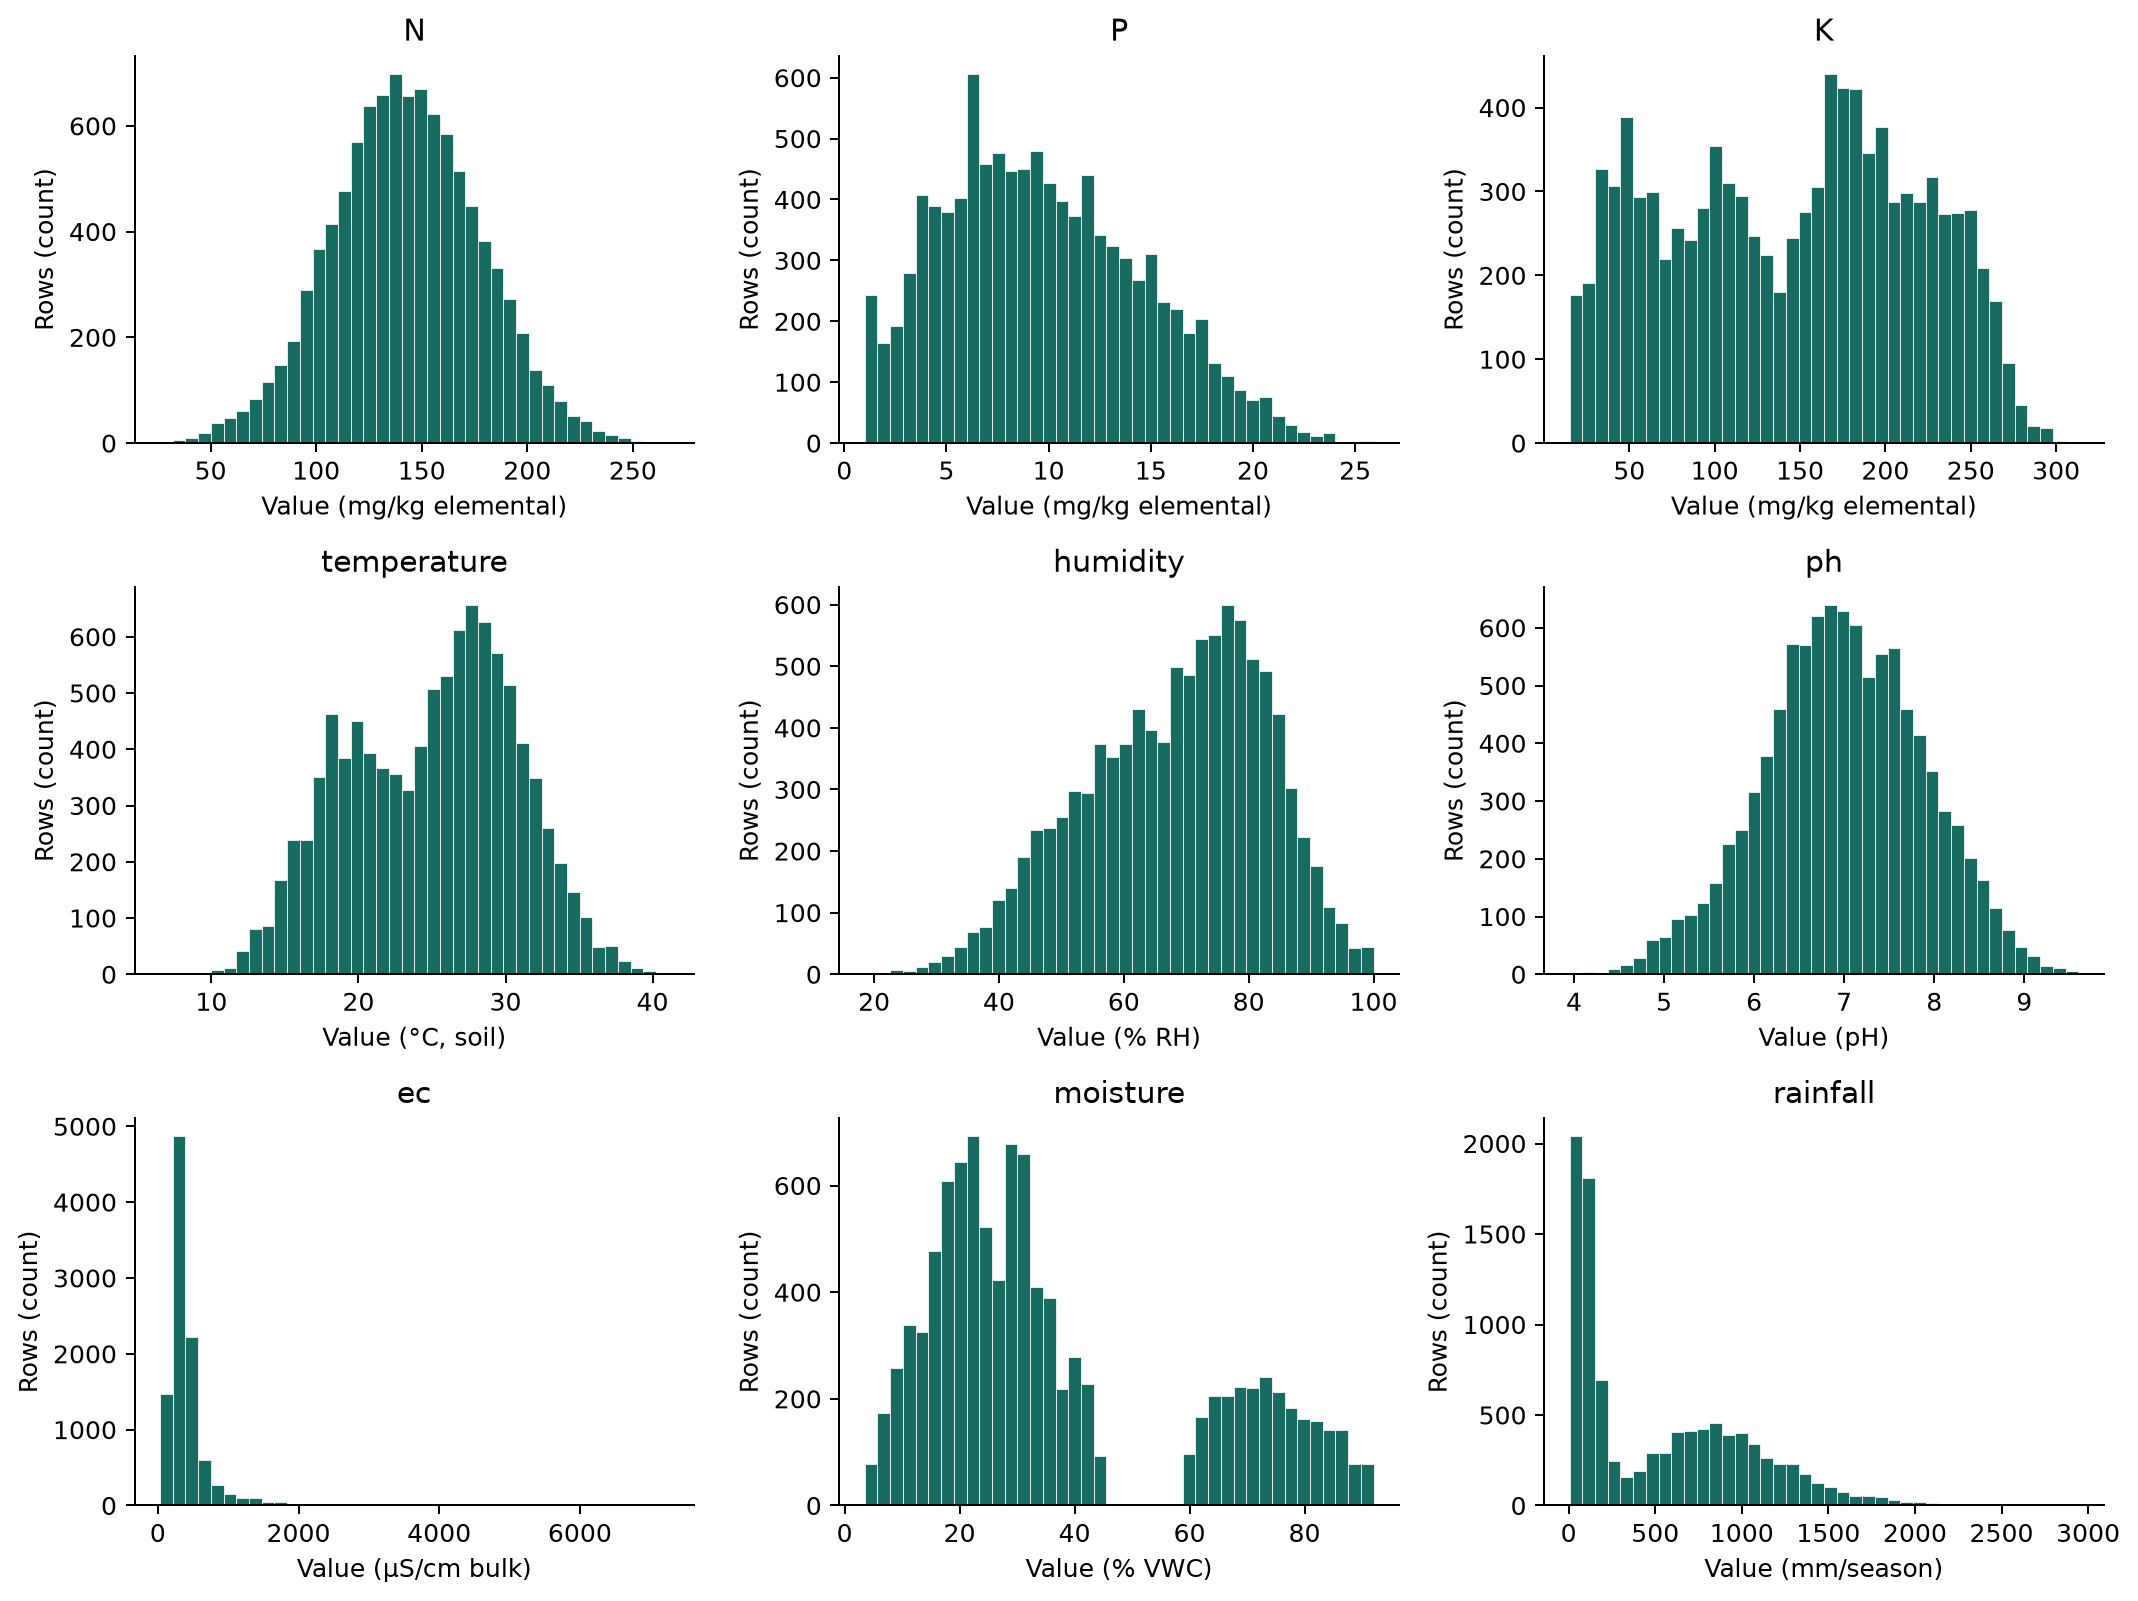 N
P
K
600
400
200
0
50 100 150 200 250
Value (mg/kg elemental)
Rows (count)
600
500
400
300
200
100
0
0 5 10 15 20 25
Value (mg/kg elemental)
Rows (count)
400
300
200
100
0
50 100 150 200 250 300
Value (mg/kg elemental)
Rows (count)
temperature
humidity
ph
600
500
400
300
200
100
0
10 20 30 40
Value (°C, soil)
Rows (count)
600
500
400
300
200
100
0
20 40 60 80 100
Value (% RH)
Rows (count)
600
500
400
300
200
100
0
4 5 6 7 8 9
Value (pH)
Rows (count)
ec
moisture
rainfall
5000
4000
3000
2000
1000
0
0 2000 4000 6000
Value (µS/cm bulk)
Rows (count)
600
400
200
0
0 20 40 60 80
Value (% VWC)
Rows (count)
2000
1500
1000
500
0
0 500 1000 1500 2000 2500 3000
Value (mm/season)
Rows (count)